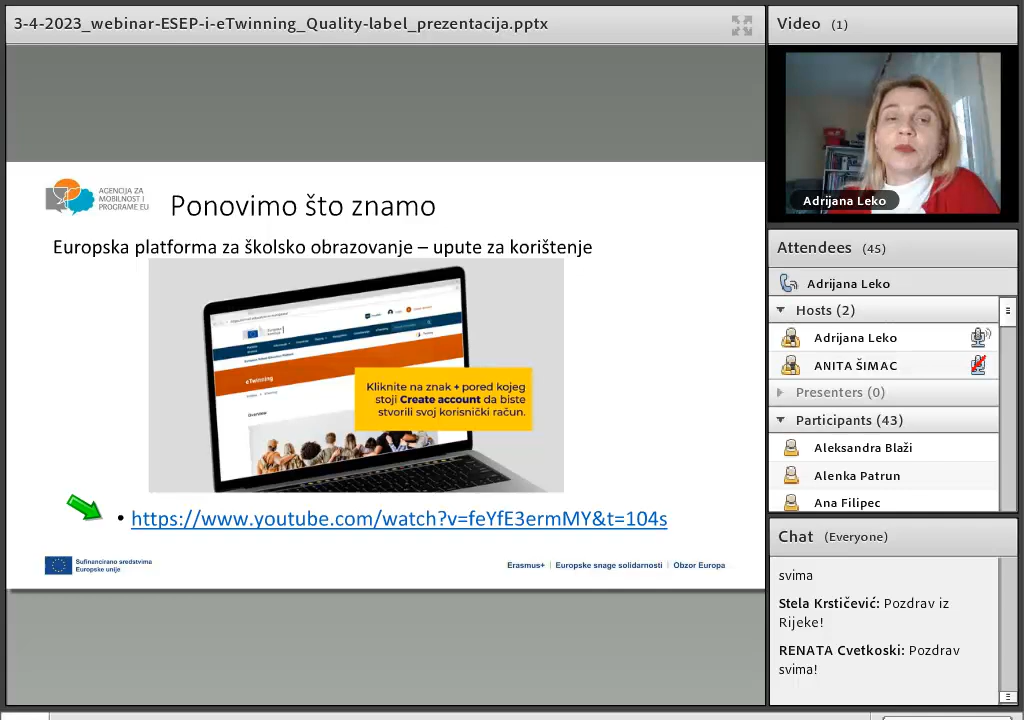 3-4-2023_webinar-ESEP-i-eTwinning_Quality-label_prezentacija.pptx
AGENCIJA ZA
MOBILNOST I
PROGRAME EU
Ponovimo što znamo
Europska platforma za školsko obrazovanje – upute za korištenje
eTwinning
Overview
Kliknite na znak + pored kojeg
stoji Create account da biste
stvorili svoj korisnički račun.
• https://www.youtube.com/watch?v=feYfE3ermMY&t=104s
Sufinancirano sredstvima
Europske unije
Erasmus+ | Europske snage solidarnosti | Obzor Europa
Video (1)
Adrijana Leko
Attendees (45)
Adrijana Leko
Hosts (2)
Adrijana Leko
ANITA ŠIMAC
Presenters (0)
Participants (43)
Aleksandra Blaži
Alenka Patrun
Ana Filipec
Chat (Everyone)
svima
Stela Krstičević: Pozdrav iz
Rijeke!
RENATA Cvetkoski: Pozdrav
svima!